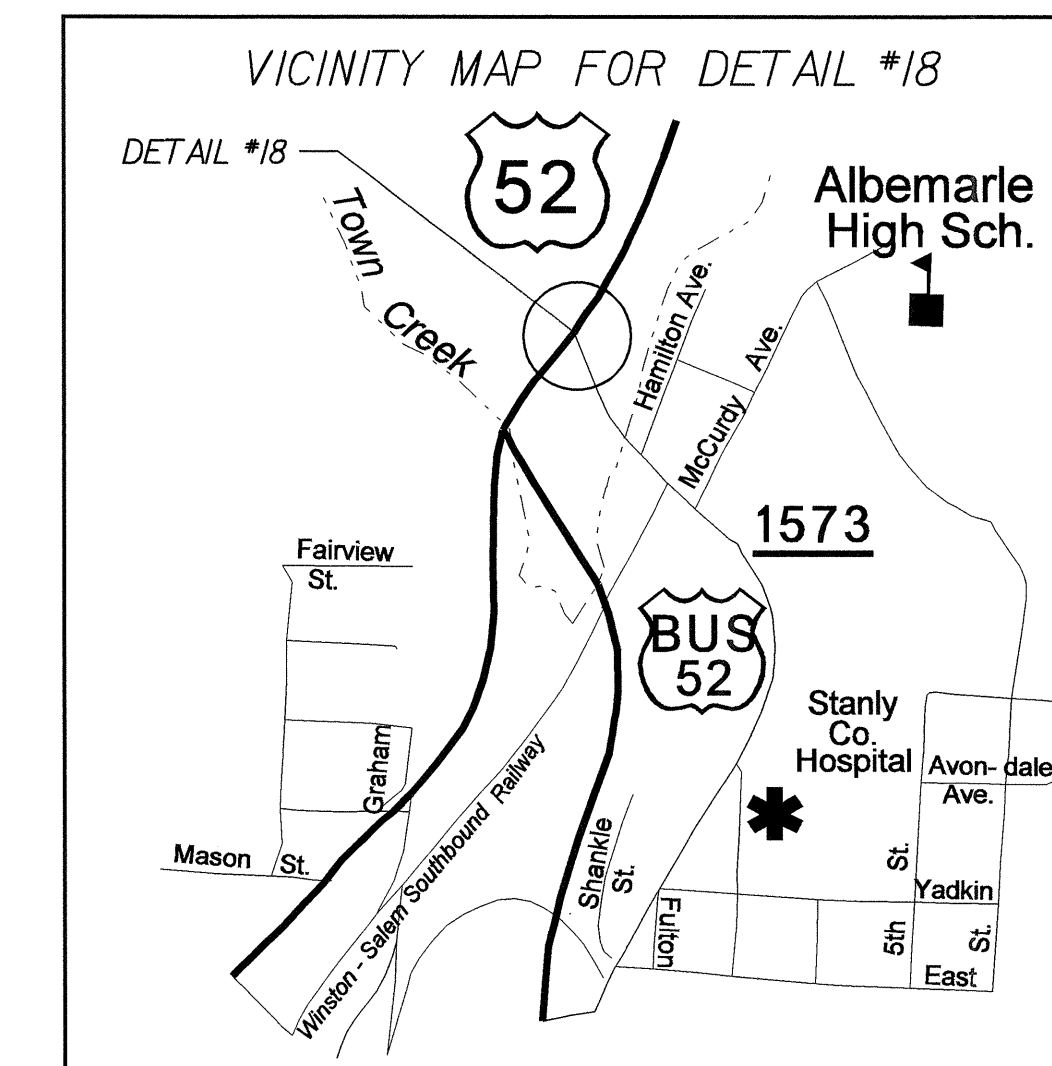 VICINITY MAP FOR DETAIL #18
DETAIL #18
52
Town
Creek
Albemarle
High Sch.
Hamilton Ave.
McCurdy Ave.
1573
Fairview
St.
BUS
52
Stanly
Co.
Hospital
Avon- dale
Ave.
Graham
Winston - Salem Southbound Railway
Shankle
St.
Mason St.
Fulton
5th St.
Yadkin
St.
East